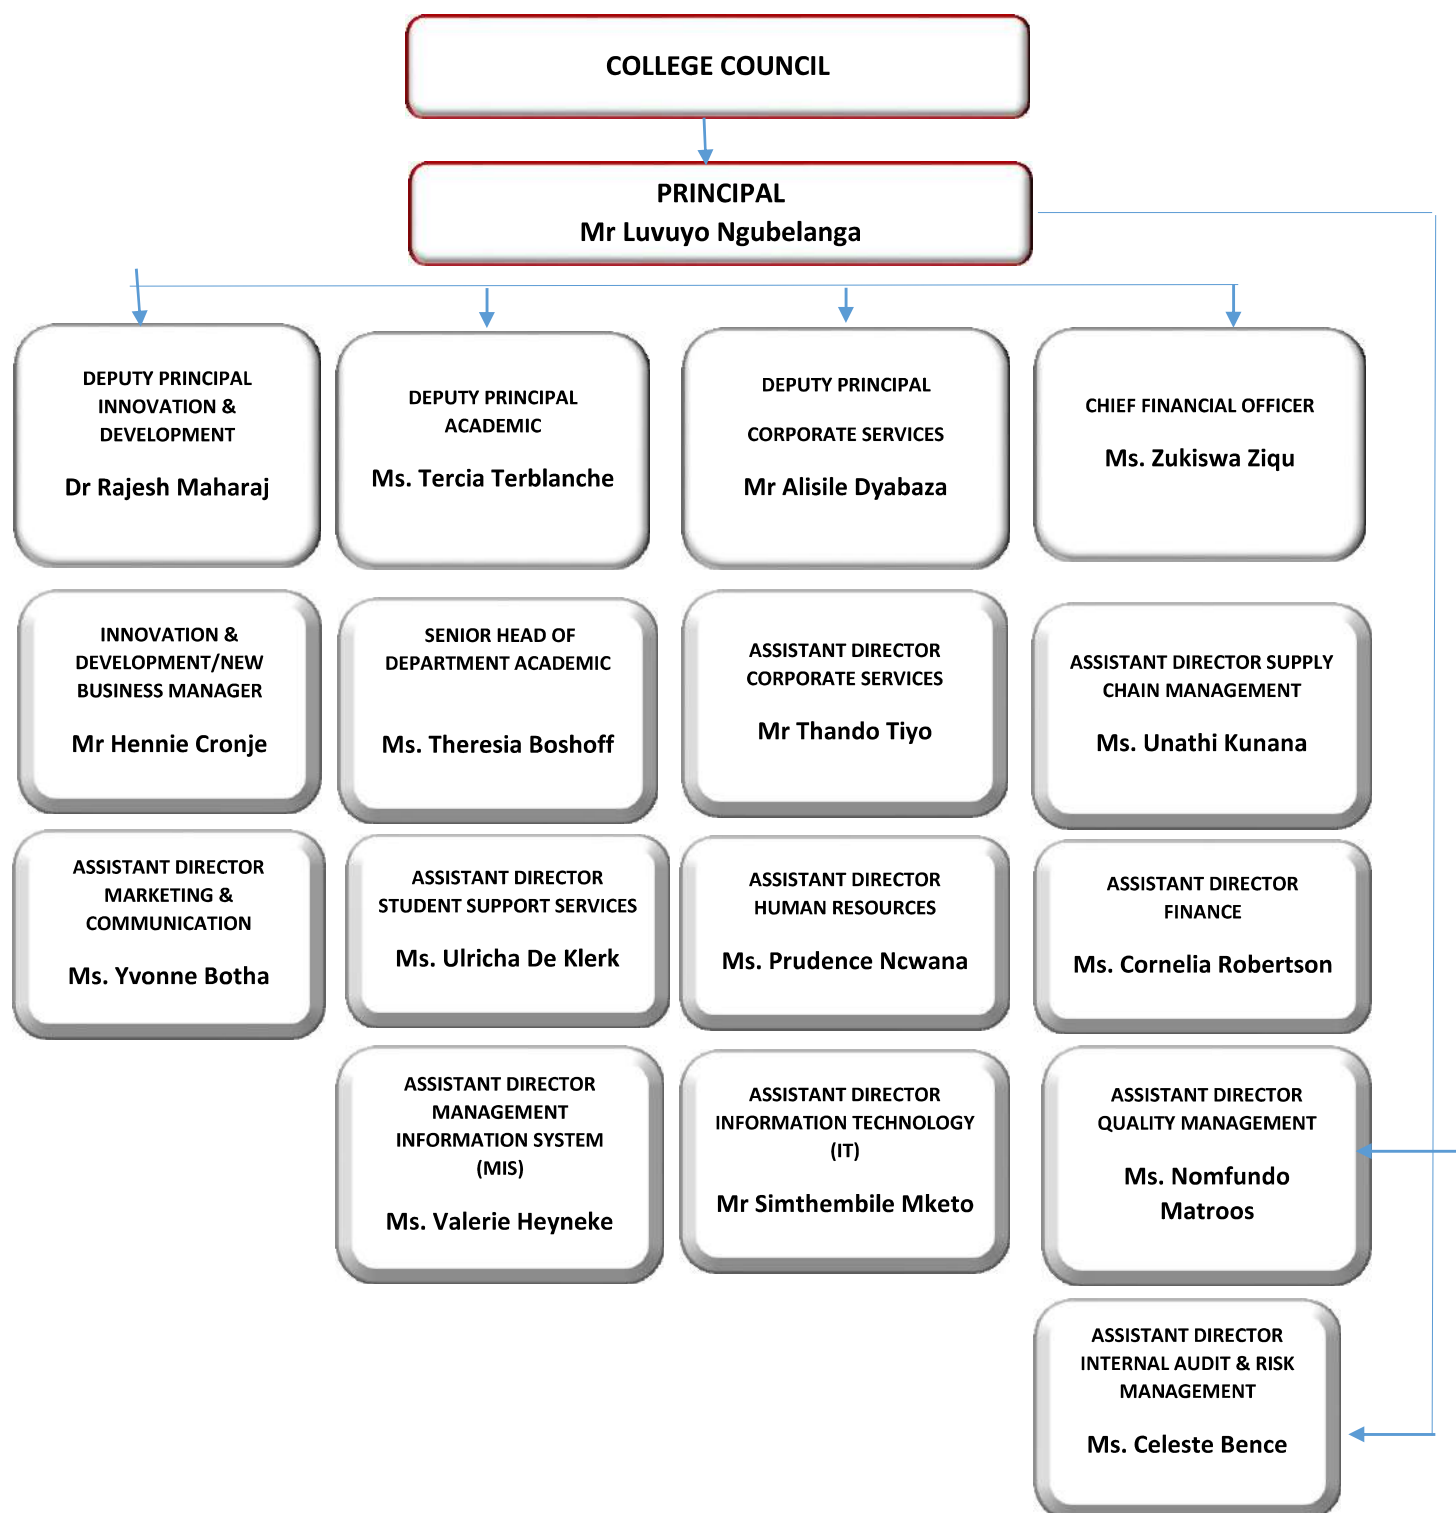 COLLEGE COUNCIL
PRINCIPAL
Mr Luvuyo Ngubelanga
DEPUTY PRINCIPAL
INNOVATION &
DEVELOPMENT
Dr Rajesh Maharaj
DEPUTY PRINCIPAL
ACADEMIC
Ms. Tercia Terblanche
DEPUTY PRINCIPAL
CORPORATE SERVICES
Mr Alisile Dyabaza
CHIEF FINANCIAL OFFICER
Ms. Zukiswa Ziqu
INNOVATION &
DEVELOPMENT/NEW
BUSINESS MANAGER
Mr Hennie Cronje
SENIOR HEAD OF
DEPARTMENT ACADEMIC
Ms. Theresia Boshoff
ASSISTANT DIRECTOR
CORPORATE SERVICES
Mr Thando Tiyo
ASSISTANT DIRECTOR SUPPLY
CHAIN MANAGEMENT
Ms. Unathi Kunana
ASSISTANT DIRECTOR
MARKETING &
COMMUNICATION
Ms. Yvonne Botha
ASSISTANT DIRECTOR
STUDENT SUPPORT SERVICES
Ms. Ulricha De Klerk
ASSISTANT DIRECTOR
HUMAN RESOURCES
Ms. Prudence Ncwana
ASSISTANT DIRECTOR
FINANCE
Ms. Cornelia Robertson
ASSISTANT DIRECTOR
MANAGEMENT
INFORMATION SYSTEM
(MIS)
Ms. Valerie Heyneke
ASSISTANT DIRECTOR
INFORMATION TECHNOLOGY
(IT)
Mr Simthembile Mketo
ASSISTANT DIRECTOR
QUALITY MANAGEMENT
Ms. Nomfundo
Matroos
ASSISTANT DIRECTOR
INTERNAL AUDIT & RISK
MANAGEMENT
Ms. Celeste Bence